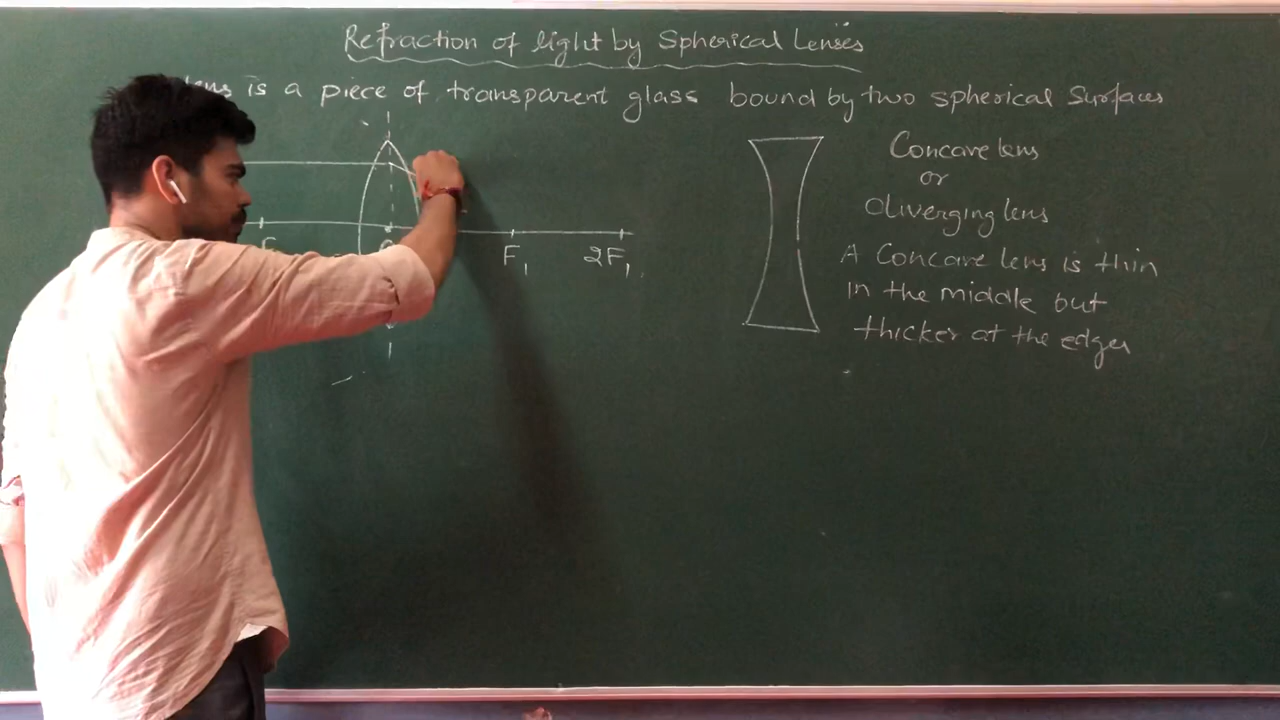 Refraction of light by Spherical Lenses
lens is a piece of transparent glass bound by two spherical Surfaces
Concave lens
or
Diverging lens
A Concave lens is thin
in the middle but
thicker at the edges
F₁
2F₁